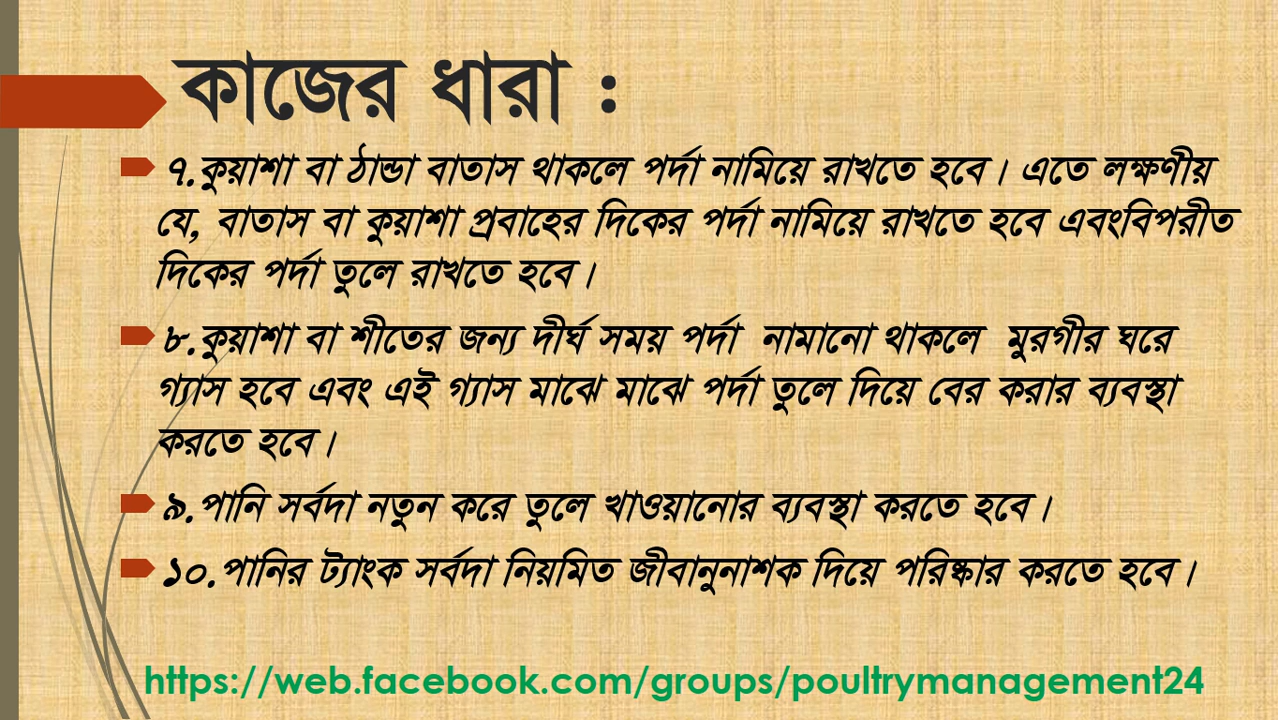 কাজের ধারা :
৭.কুয়াশা বা ঠান্ডা বাতাস থাকলে পর্দা নামিয়ে রাখতে হবে। এতে লক্ষণীয়
যে, বাতাস বা কুয়াশা প্রবাহের দিকের পর্দা নামিয়ে রাখতে হবে এবংবিপরীত
দিকের পর্দা তুলে রাখতে হবে।
৮.কুয়াশা বা শীতের জন্য দীর্ঘ সময় পর্দা নামানো থাকলে মুরগীর ঘরে
গ্যাস হবে এবং এই গ্যাস মাঝে মাঝে পর্দা তুলে দিয়ে বের করার ব্যবস্থা
করতে হবে।
৯.পানি সর্বদা নতুন করে তুলে খাওয়ানোর ব্যবস্থা করতে হবে।
১০.পানির ট্যাংক সর্বদা নিয়মিত জীবানুনাশক দিয়ে পরিষ্কার করতে হবে।
https://web.facebook.com/groups/poultrymanagement24